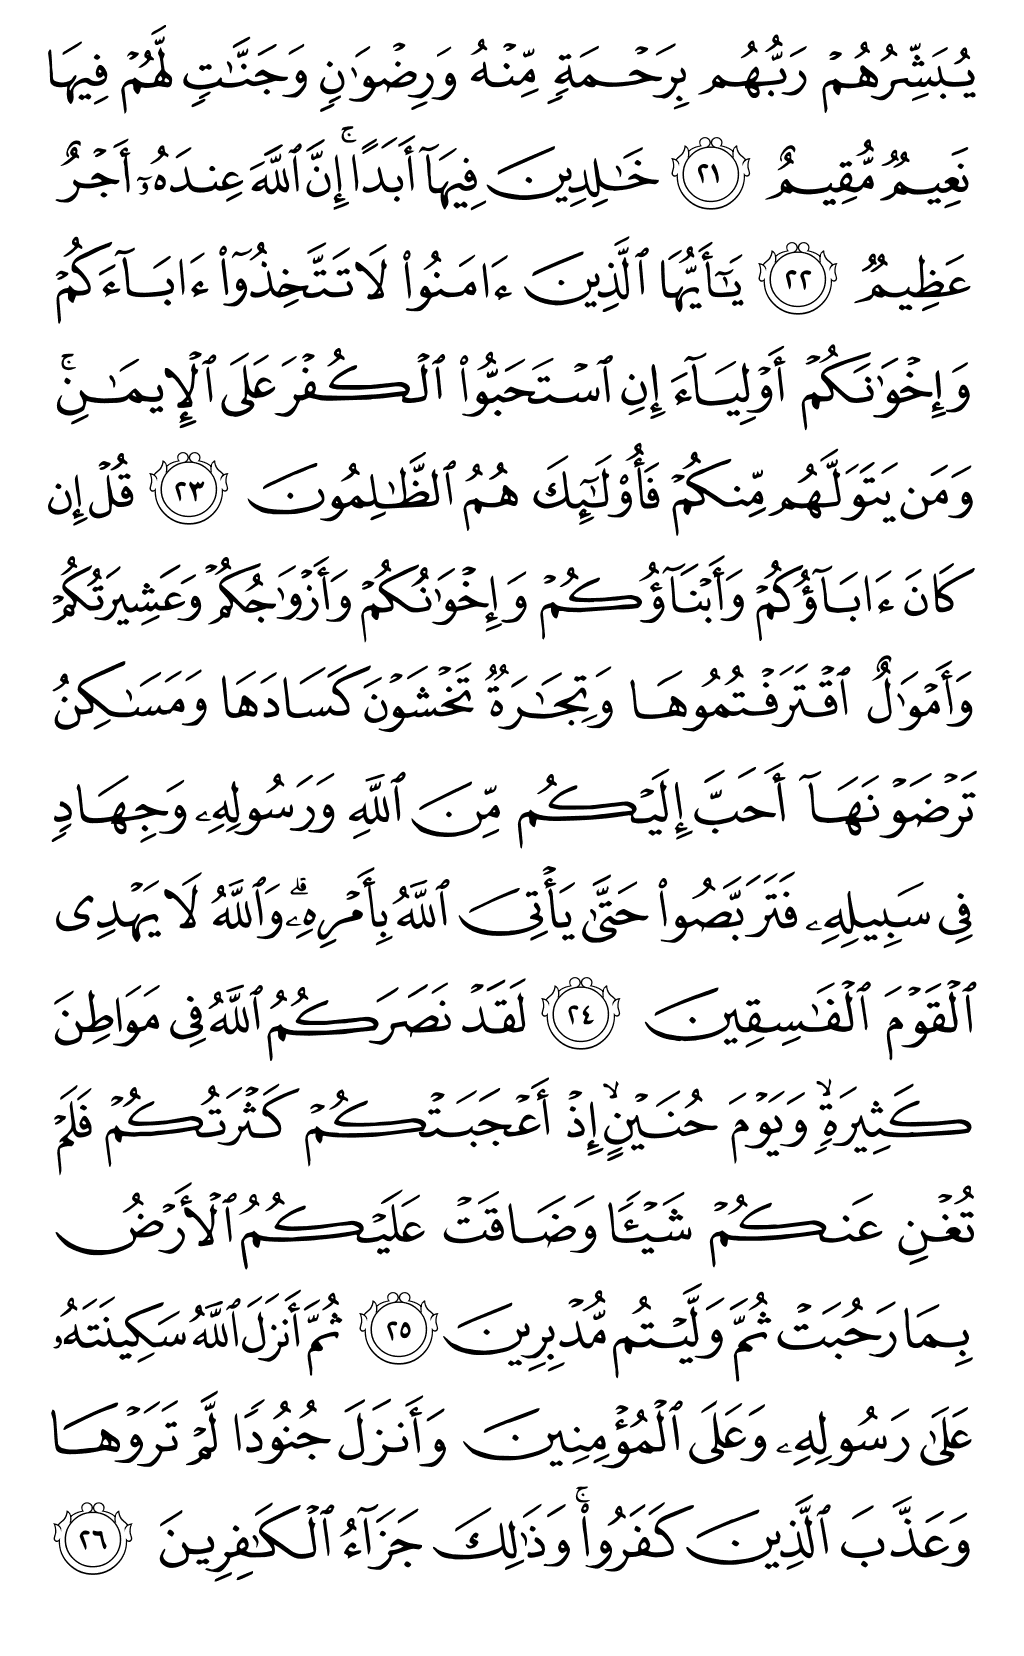 يُبَشِّرُهُمْ رَبُّهُم بِرَحْمَةٍ مِّنْهُ وَرِضْوَٰنٍ وَجَنَّٰتٍ لَّهُمْ فِيهَا
نَعِيمٌ مُّقِيمٌ ٢١ خَٰلِدِينَ فِيهَآ أَبَدًا ۚ إِنَّ ٱللَّهَ عِندَهُۥٓ أَجْرٌ
عَظِيمٌ ٢٢ يَٰٓأَيُّهَا ٱلَّذِينَ ءَامَنُوا۟ لَا تَتَّخِذُوٓا۟ ءَابَآءَكُمْ
وَإِخْوَٰنَكُمْ أَوْلِيَآءَ إِنِ ٱسْتَحَبُّوا۟ ٱلْكُفْرَ عَلَى ٱلْإِيمَٰنِ ۚ
وَمَن يَتَوَلَّهُم مِّنكُمْ فَأُو۟لَٰٓئِكَ هُمُ ٱلظَّٰلِمُونَ ٢٣ قُلْ إِن
كَانَ ءَابَآؤُكُمْ وَأَبْنَآؤُكُمْ وَإِخْوَٰنُكُمْ وَأَزْوَٰجُكُمْ وَعَشِيرَتُكُمْ
وَأَمْوَٰلٌ ٱقْتَرَفْتُمُوهَا وَتِجَٰرَةٌ تَخْشَوْنَ كَسَادَهَا وَمَسَٰكِنُ
تَرْضَوْنَهَآ أَحَبَّ إِلَيْكُم مِّنَ ٱللَّهِ وَرَسُولِهِۦ وَجِهَادٍ
فِى سَبِيلِهِۦ فَتَرَبَّصُوا۟ حَتَّىٰ يَأْتِىَ ٱللَّهُ بِأَمْرِهِۦ ۗ وَٱللَّهُ لَا يَهْدِى
ٱلْقَوْمَ ٱلْفَٰسِقِينَ ٢٤ لَقَدْ نَصَرَكُمُ ٱللَّهُ فِى مَوَاطِنَ
كَثِيرَةٍ ۙ وَيَوْمَ حُنَيْنٍ ۙ إِذْ أَعْجَبَتْكُمْ كَثْرَتُكُمْ فَلَمْ
تُغْنِ عَنكُمْ شَيْـًٔا وَضَاقَتْ عَلَيْكُمُ ٱلْأَرْضُ
بِمَا رَحُبَتْ ثُمَّ وَلَّيْتُم مُّدْبِرِينَ ٢٥ ثُمَّ أَنزَلَ ٱللَّهُ سَكِينَتَهُۥ
عَلَىٰ رَسُولِهِۦ وَعَلَى ٱلْمُؤْمِنِينَ وَأَنزَلَ جُنُودًا لَّمْ تَرَوْهَا
وَعَذَّبَ ٱلَّذِينَ كَفَرُوا۟ ۚ وَذَٰلِكَ جَزَآءُ ٱلْكَٰفِرِينَ ٢٦